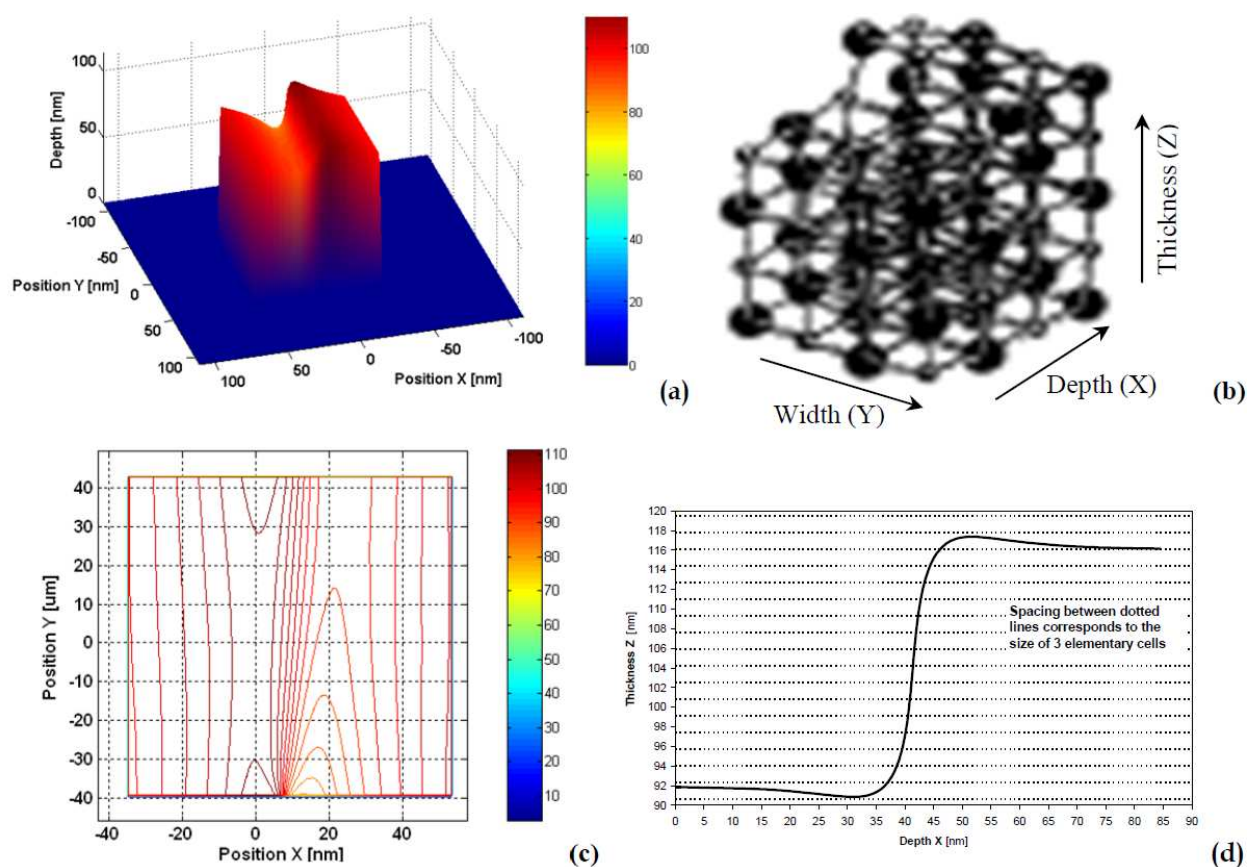 100
50
0
Depth [nm]
-100
-50
0
50
100
Position Y [nm]
100
50
0
-50
-100
Position X [nm]
100
80
60
40
20
0
(a)
Thickness (Z)
Depth (X)
Width (Y)
(b)
40
30
20
10
0
-10
-20
-30
-40
Position Y [um]
-40 -20 0 20 40
Position X [nm]
110
100
90
80
70
60
50
40
30
20
10
(c)
120
118
116
114
112
110
108
106
104
102
100
98
96
94
92
90
Thickness Z [nm]
Spacing between dotted
lines corresponds to the
size of 3 elementary cells
0 5 10 15 20 25 30 35 40 45 50 55 60 65 70 75 80 85 90
Depth X [nm]
(d)